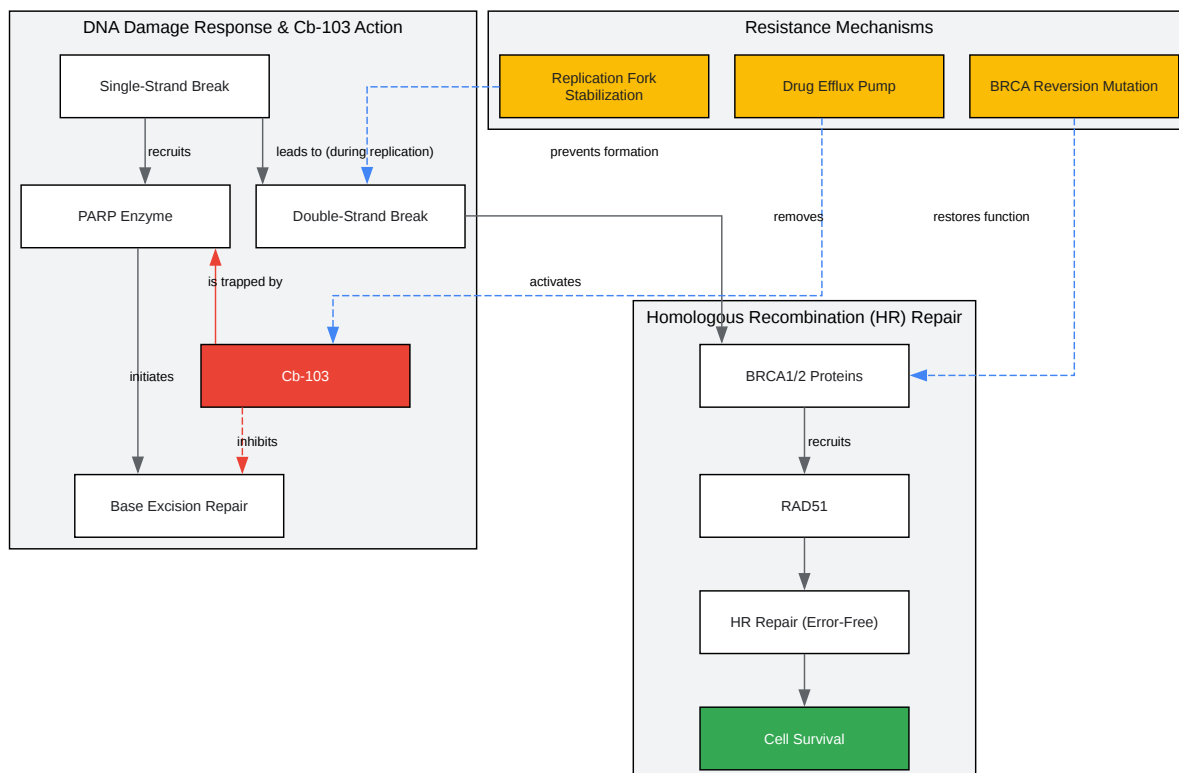 DNA Damage Response & Cb-103 Action
Resistance Mechanisms
Single-Strand Break
Replication Fork
Stabilization
Drug Efflux Pump
BRCA Reversion Mutation
recruits
leads to (during replication)
prevents formation
PARP Enzyme
Double-Strand Break
removes
restores function
is trapped by
activates
Homologous Recombination (HR) Repair
Cb-103
BRCA1/2 Proteins
initiates
inhibits
recruits
Base Excision Repair
RAD51
HR Repair (Error-Free)
Cell Survival